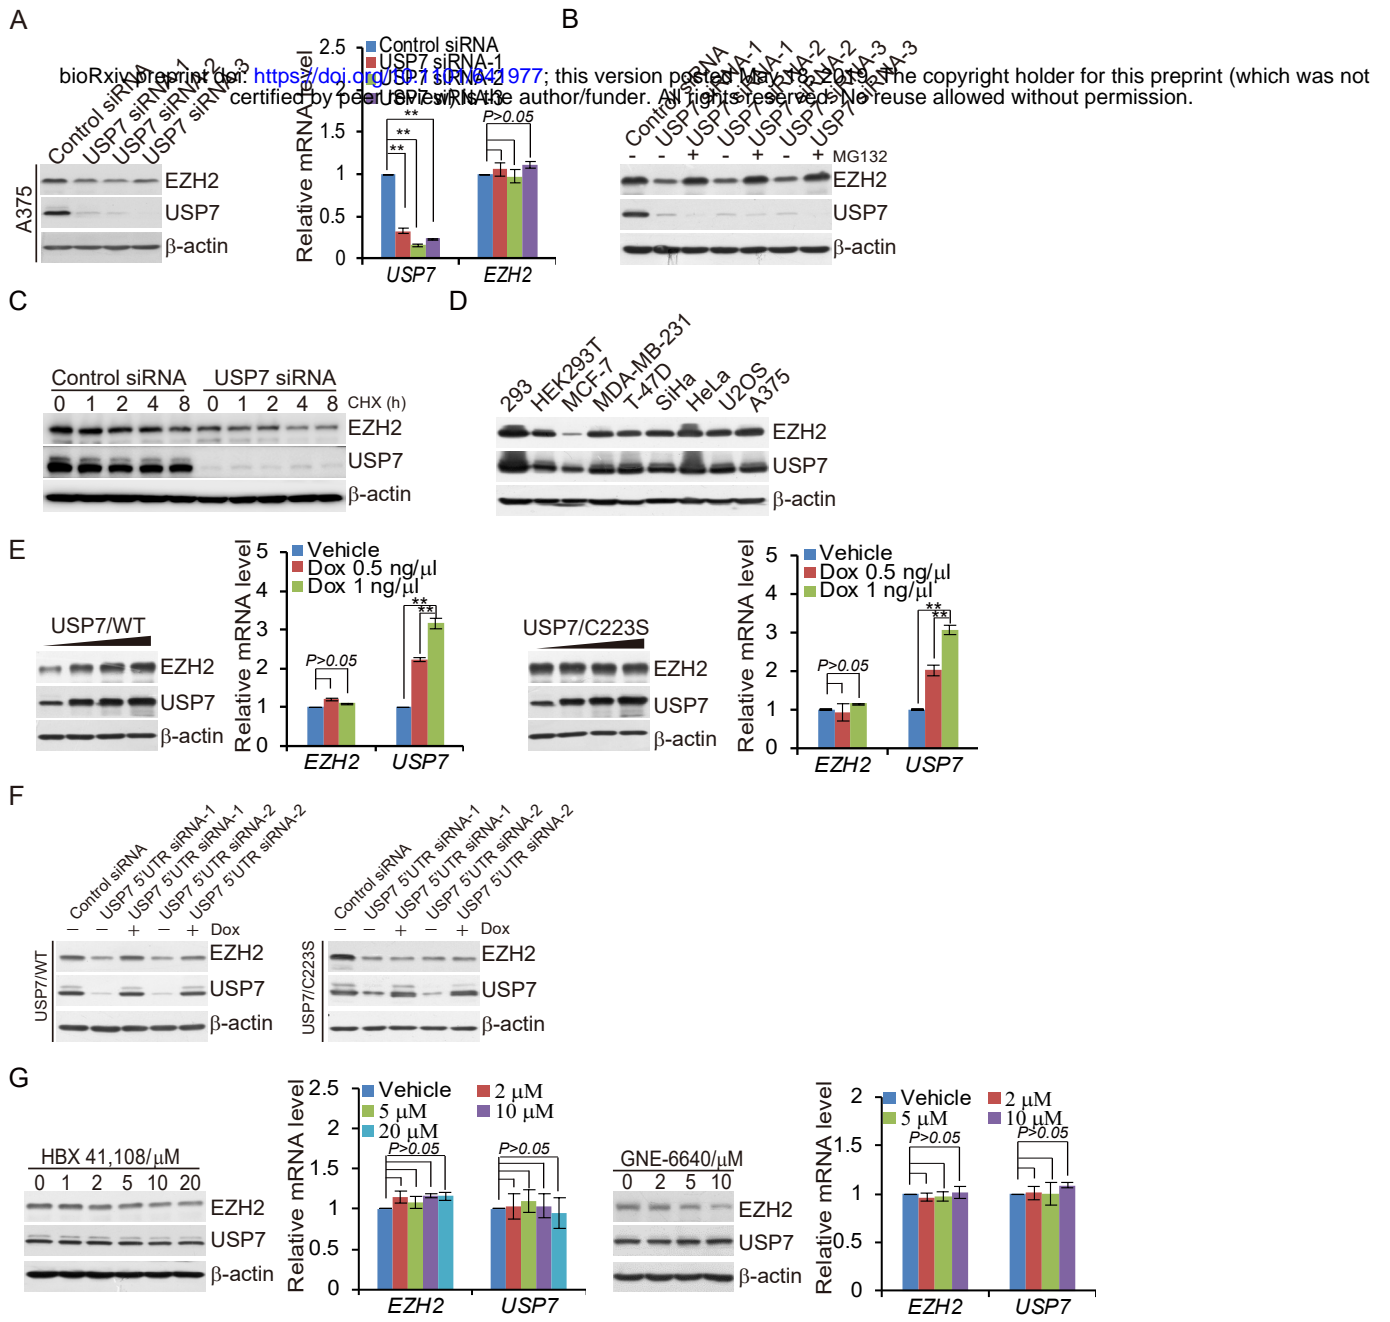 A
B
bioRxiv preprint doi: https://doi.org/10.1101/641977; this version posted May 18, 2019. The copyright holder for this preprint (which was not
certified by peer review) is the author/funder. All rights reserved. No reuse allowed without permission.
Control siRNA
USP7 siRNA-1
USP7 siRNA-2
USP7 siRNA-3
A375
EZH2
USP7
β-actin
Relative mRNA level
2.5
1.5
1
0.5
0
Control siRNA
USP7 siRNA-1
USP7 siRNA-2
USP7 siRNA-3
**
**
**
P>0.05
USP7 EZH2
Control siRNA
USP7 siRNA-1
USP7 siRNA-1
USP7 siRNA-2
USP7 siRNA-2
USP7 siRNA-3
USP7 siRNA-3
- - + - + - + MG132
EZH2
USP7
β-actin
C
Control siRNA USP7 siRNA
0 1 2 4 8 0 1 2 4 8 CHX (h)
EZH2
USP7
β-actin
D
293
HEK293T
MCF-7
MDA-MB-231
T-47D
SiHa
HeLa
U2OS
A375
EZH2
USP7
β-actin
E
USP7/WT
EZH2
USP7
β-actin
Relative mRNA level
5
4
3
2
1
0
Vehicle
Dox 0.5 ng/μl
Dox 1 ng/μl
P>0.05
**
**
EZH2 USP7
USP7/C223S
EZH2
USP7
β-actin
Relative mRNA level
5
4
3
2
1
0
Vehicle
Dox 0.5 ng/μl
Dox 1 ng/μl
P>0.05
**
**
EZH2 USP7
F
Control siRNA
USP7 5'UTR siRNA-1
USP7 5'UTR siRNA-1
USP7 5'UTR siRNA-2
USP7 5'UTR siRNA-2
− − + − + Dox
USP7/WT
EZH2
USP7
β-actin
Control siRNA
USP7 5'UTR siRNA-1
USP7 5'UTR siRNA-1
USP7 5'UTR siRNA-2
USP7 5'UTR siRNA-2
− − + − + Dox
USP7/C223S
EZH2
USP7
β-actin
G
HBX 41,108/μM
0 1 2 5 10 20
EZH2
USP7
β-actin
Relative mRNA level
2.5
2
1.5
1
0.5
0
Vehicle
2 μM
5 μM
10 μM
20 μM
P>0.05
P>0.05
EZH2 USP7
GNE-6640/μM
0 2 5 10
EZH2
USP7
β-actin
Relative mRNA level
2
1.5
1
0.5
0
Vehicle
2 μM
5 μM
10 μM
P>0.05
P>0.05
EZH2 USP7